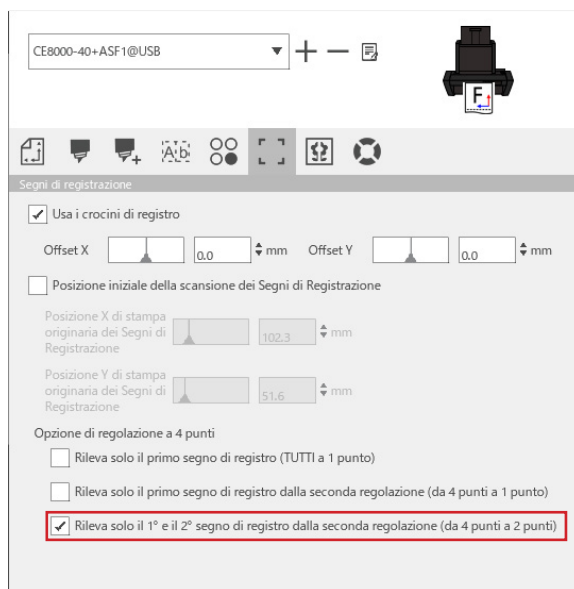 CE8000-40+ASF1@USB
F
A|b
Segni di registrazione
Usa i crocini di registro
Offset X 0.0 mm Offset Y 0.0 mm
Posizione iniziale della scansione dei Segni di Registrazione
Posizione X di stampa
originaria dei Segni di 102.3 mm
Registrazione
Posizione Y di stampa
originaria dei Segni di 51.6 mm
Registrazione
Opzione di regolazione a 4 punti
Rileva solo il primo segno di registro (TUTTI a 1 punto)
Rileva solo il primo segno di registro dalla seconda regolazione (da 4 punti a 1 punto)
Rileva solo il 1° e il 2° segno di registro dalla seconda regolazione (da 4 punti a 2 punti)